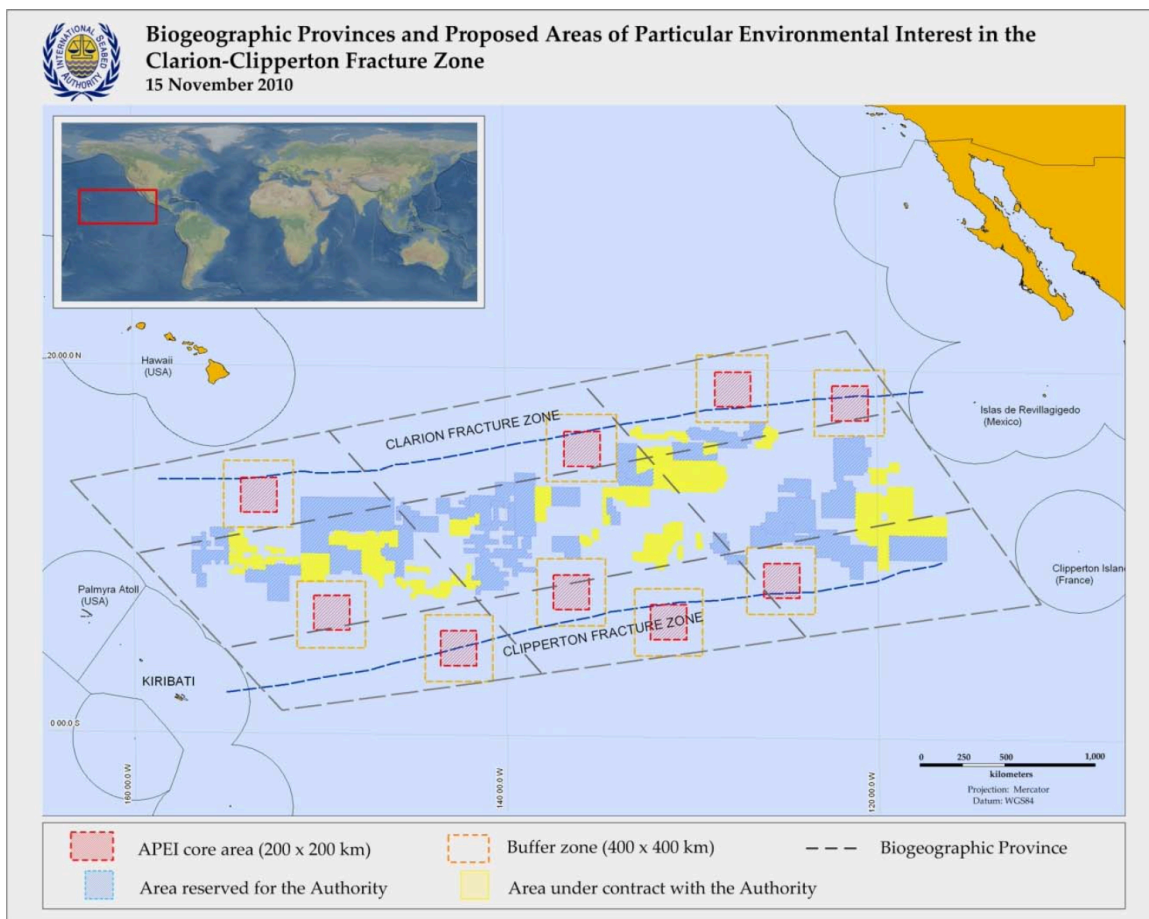 INTERNATIONAL SEABED AUTHORITY
Biogeographic Provinces and Proposed Areas of Particular Environmental Interest in the
Clarion-Clipperton Fracture Zone
15 November 2010
20 00.0 N
Hawaii
(USA)
CLARION FRACTURE ZONE
Islas de Revillagigedo
(Mexico)
Clipperton Islan
(France)
Palmyra Atoll
(USA)
CLIPPERTON FRACTURE ZONE
KIRIBATI
0 00.0 S
160 00.0 W
140 00.0 W
120 00.0 W
0 250 500 1,000
kilometers
Projection: Mercator
Datum: WGS84
APEI core area (200 x 200 km)
Buffer zone (400 x 400 km)
Biogeographic Province
Area reserved for the Authority
Area under contract with the Authority